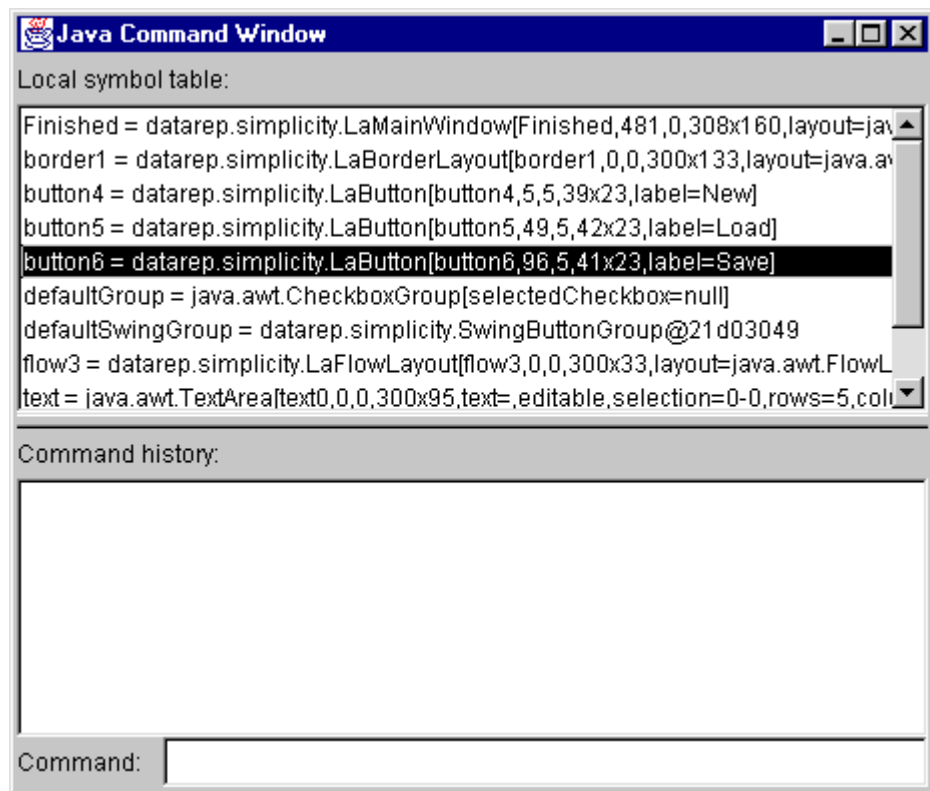 Java Command Window
Local symbol table:
Finished = datarep.simplicity.LaMainWindow[Finished,481,0,308x160,layout=jav
border1 = datarep.simplicity.LaBorderLayout[border1,0,0,300x133,layout=java.a
button4 = datarep.simplicity.LaButton[button4,5,5,39x23,label=New]
button5 = datarep.simplicity.LaButton[button5,49,5,42x23,label=Load]
button6 = datarep.simplicity.LaButton[button6,96,5,41x23,label=Save]
defaultGroup = java.awt.CheckboxGroup[selectedCheckbox=null]
defaultSwingGroup = datarep.simplicity.SwingButtonGroup@21d03049
flow3 = datarep.simplicity.LaFlowLayout[flow3,0,0,300x33,layout=java.awt.FlowL
text = java.awt.TextArea[text0,0,0,300x95,text=,editable,selection=0-0,rows=5,col
Command history:
Command: